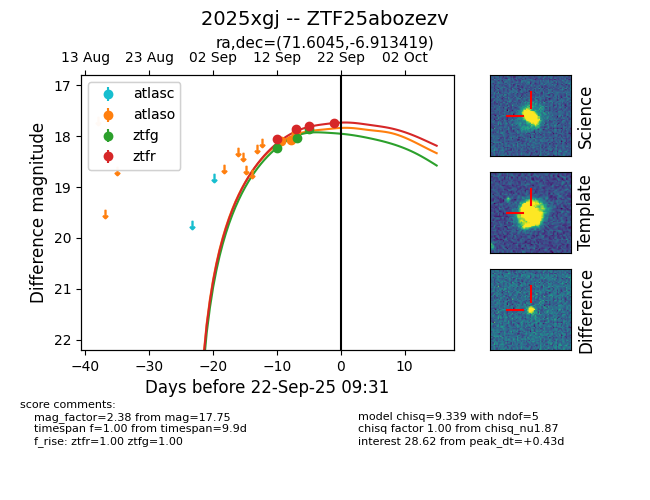 2025xgj -- ZTF25abozezv
ra,dec=(71.6045,-6.913419)
13 Aug 23 Aug 02 Sep 12 Sep 22 Sep 02 Oct
atlasc
atlaso
ztfg
ztfr
Difference magnitude
17
18
19
20
21
22
−40 −30 −20 −10 0 10
Days before 22-Sep-25 09:31
Science
Template
Difference
score comments:
mag_factor=2.38 from mag=17.75
timespan f=1.00 from timespan=9.9d
f_rise: ztfr=1.00 ztfg=1.00
model chisq=9.339 with ndof=5
chisq factor 1.00 from chisq_nu1.87
interest 28.62 from peak_dt=+0.43d